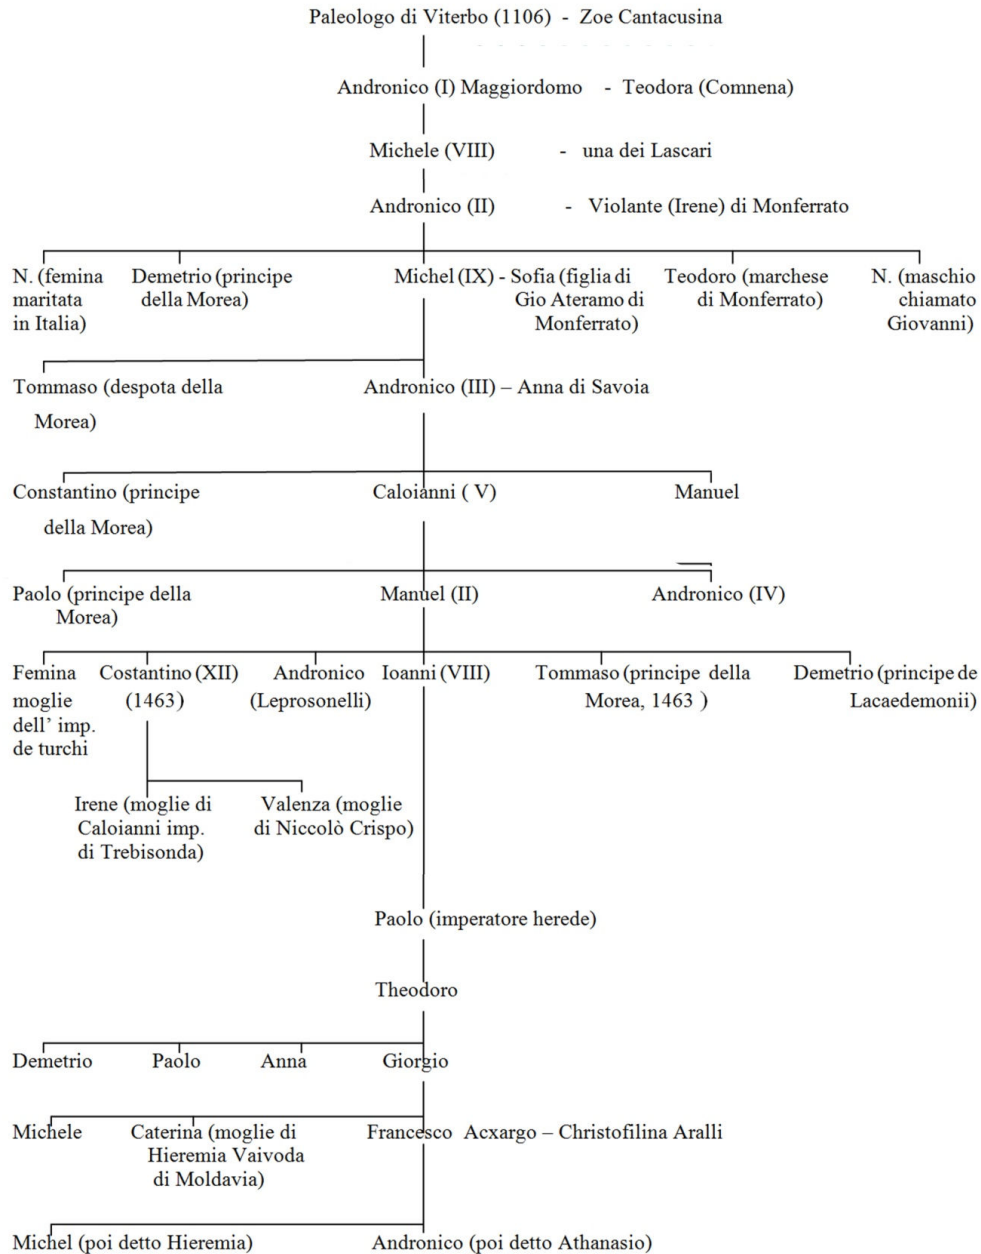 Paleologo di Viterbo (1106) - Zoe Cantacusina
Andronico (I) Maggiordomo - Teodora (Comnena)
Michele (VIII) - una dei Lascari
Andronico (II) - Violante (Irene) di Monferrato
N. (femina maritata in Italia)
Demetrio (principe della Morea)
Michel (IX) - Sofia (figlia di Gio Ateramo di Monferrato)
Teodoro (marchese di Monferrato)
N. (maschio chiamato Giovanni)
Tommaso (despota della Morea)
Andronico (III) – Anna di Savoia
Constantino (principe della Morea)
Caloianni ( V)
Manuel
Paolo (principe della Morea)
Manuel (II)
Andronico (IV)
Femina moglie dell’ imp. de turchi
Costantino (XII) (1463)
Andronico (Leprosonelli)
Ioanni (VIII)
Tommaso (principe della Morea, 1463 )
Demetrio (principe de Lacaedemonii)
Irene (moglie di Caloianni imp. di Trebisonda)
Valenza (moglie di Niccolò Crispo)
Paolo (imperatore herede)
Theodoro
Demetrio
Paolo
Anna
Giorgio
Michele
Caterina (moglie di Hieremia Vaivoda di Moldavia)
Francesco Acxargo – Christofilina Aralli
Michel (poi detto Hieremia)
Andronico (poi detto Athanasio)